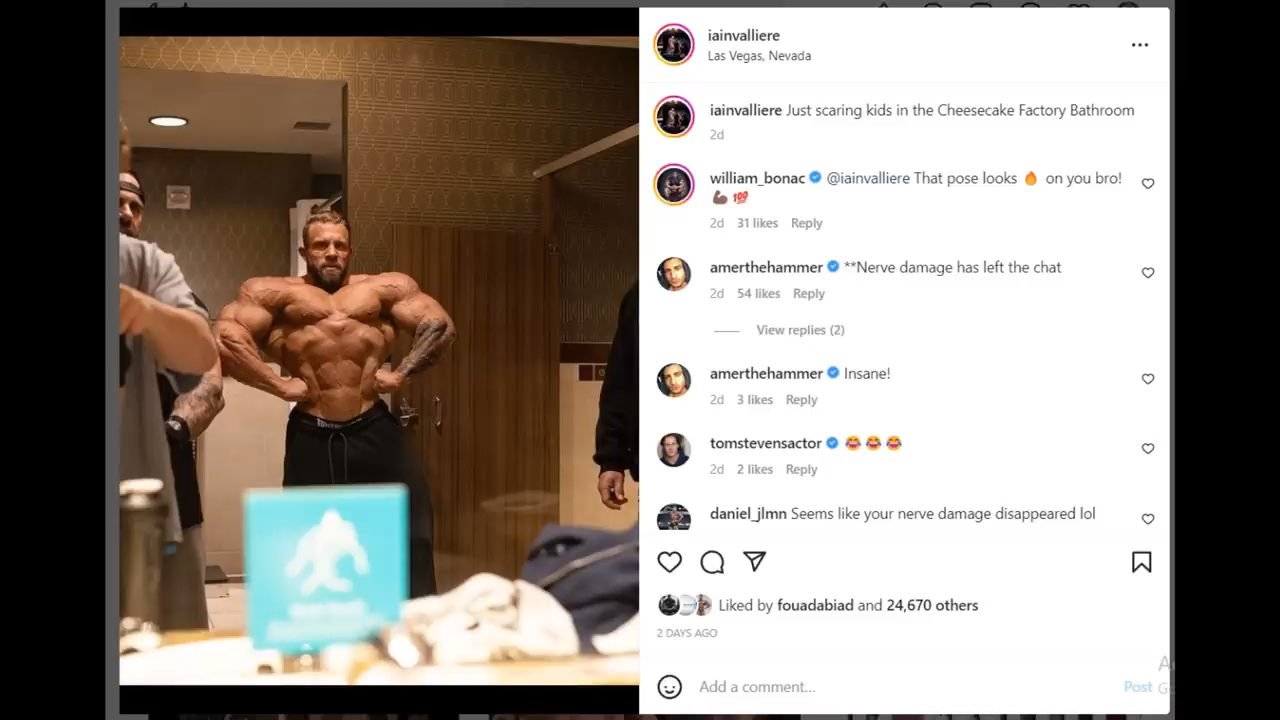 iainvalliere
Las Vegas, Nevada
iainvalliere Just scaring kids in the Cheesecake Factory Bathroom
2d
william_bonac @iainvalliere That pose looks 🔥 on you bro!
💪🏾 💯
2d 31 likes Reply
amerthehammer **Nerve damage has left the chat
2d 54 likes Reply
View replies (2)
amerthehammer Insane!
2d 3 likes Reply
tomstevensactor 😂 😂 😂
2d 2 likes Reply
daniel_jlmn Seems like your nerve damage disappeared lol
Liked by fouadabiad and 24,670 others
2 DAYS AGO
Add a comment...
Post